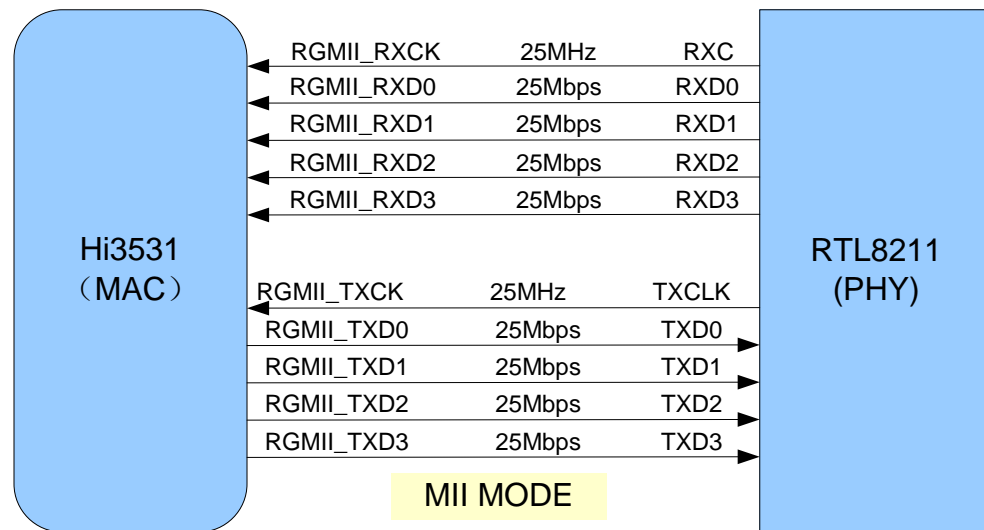 RGMII_RXCK 25MHz RXC
RGMII_RXD0 25Mbps RXD0
RGMII_RXD1 25Mbps RXD1
RGMII_RXD2 25Mbps RXD2
RGMII_RXD3 25Mbps RXD3
Hi3531
（MAC）
RTL8211
(PHY)
RGMII_TXCK 25MHz TXCLK
RGMII_TXD0 25Mbps TXD0
RGMII_TXD1 25Mbps TXD1
RGMII_TXD2 25Mbps TXD2
RGMII_TXD3 25Mbps TXD3
MII MODE